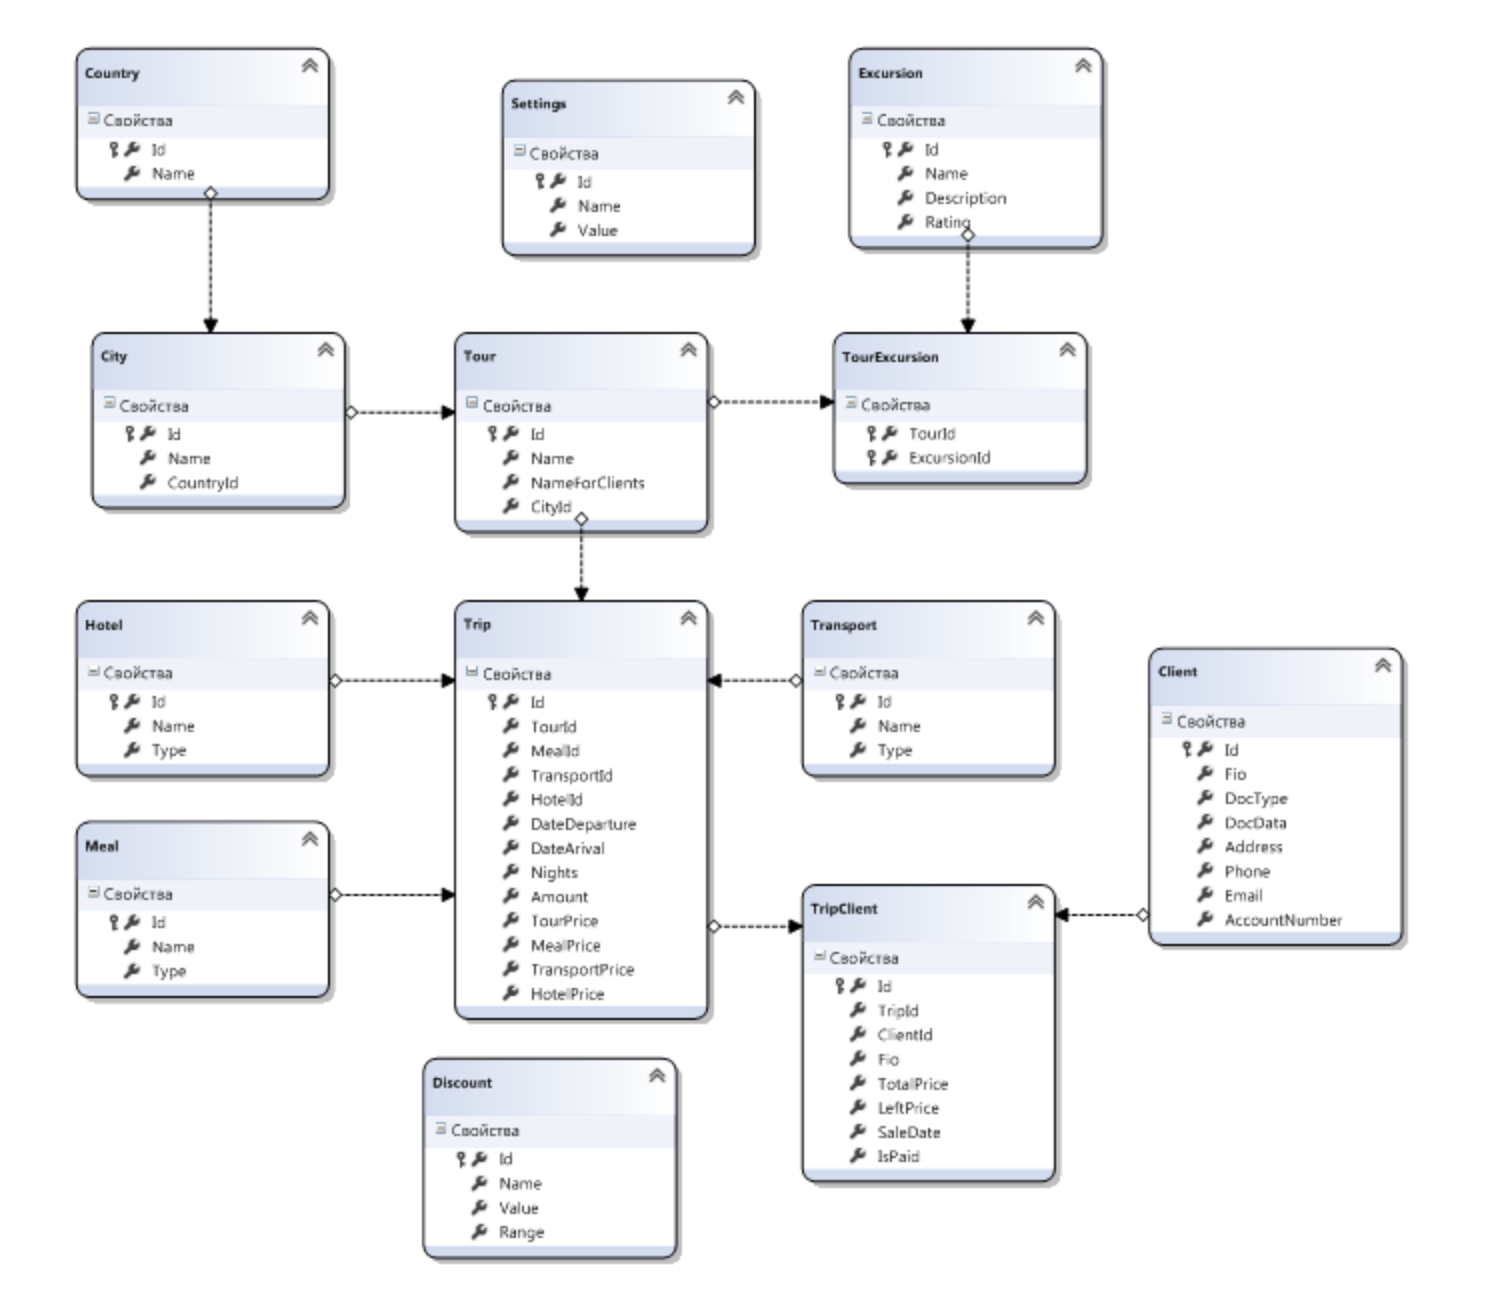 Country
Свойства
Id
Name
Settings
Свойства
Id
Name
Value
Excursion
Свойства
Id
Name
Description
Rating
City
Свойства
Id
Name
CountryId
Tour
Свойства
Id
Name
NameForClients
CityId
TourExcursion
Свойства
TourId
ExcursionId
Hotel
Свойства
Id
Name
Type
Trip
Свойства
Id
TourId
MealId
TransportId
HotelId
DateDeparture
DateArival
Nights
Amount
TourPrice
MealPrice
TransportPrice
HotelPrice
Transport
Свойства
Id
Name
Type
Client
Свойства
Id
Fio
DocType
DocData
Address
Phone
Email
AccountNumber
Meal
Свойства
Id
Name
Type
TripClient
Свойства
Id
TripId
ClientId
Fio
TotalPrice
LeftPrice
SaleDate
IsPaid
Discount
Свойства
Id
Name
Value
Range